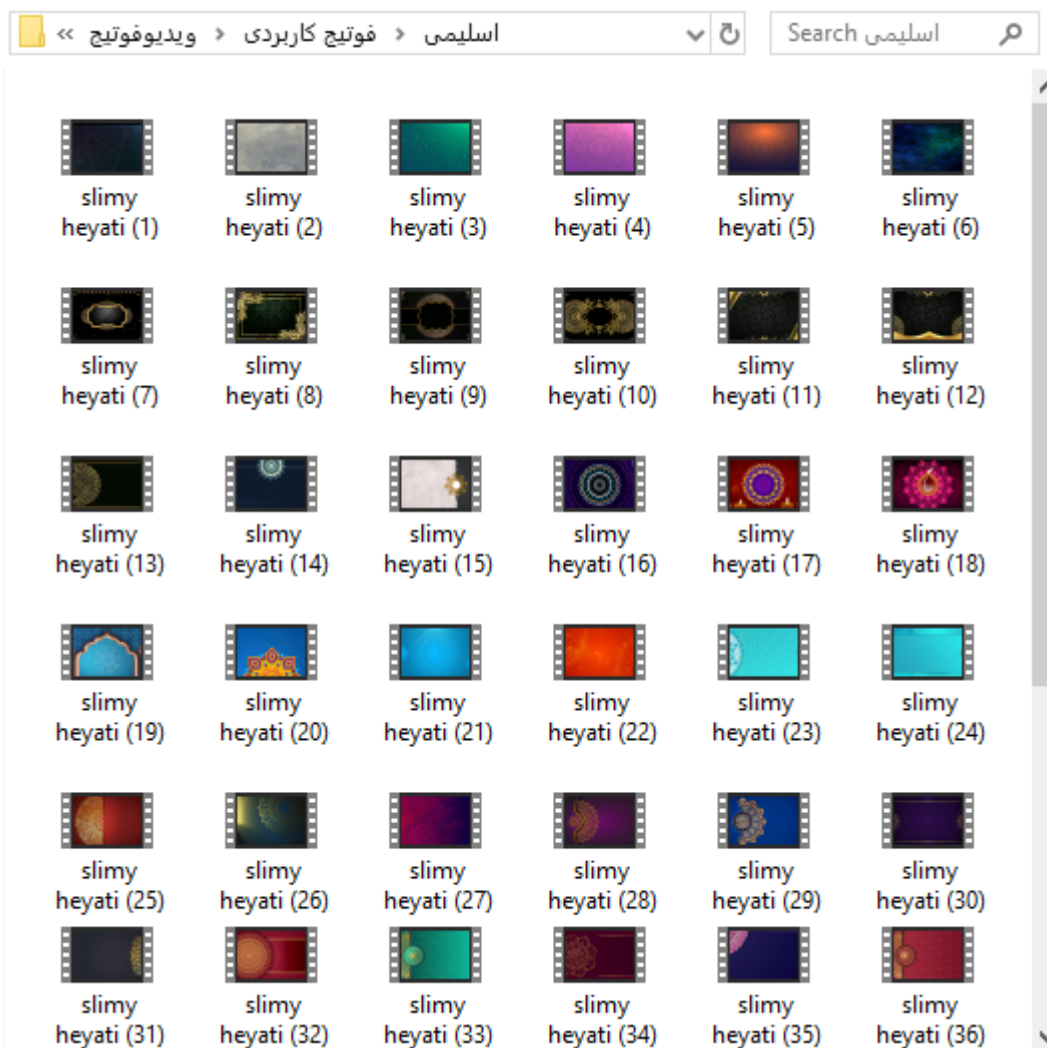 « ویدیوفوتیج › فوتیج کاربردی › اسلیمی
Search اسلیمی
slimy heyati (1)
slimy heyati (2)
slimy heyati (3)
slimy heyati (4)
slimy heyati (5)
slimy heyati (6)
slimy heyati (7)
slimy heyati (8)
slimy heyati (9)
slimy heyati (10)
slimy heyati (11)
slimy heyati (12)
slimy heyati (13)
slimy heyati (14)
slimy heyati (15)
slimy heyati (16)
slimy heyati (17)
slimy heyati (18)
slimy heyati (19)
slimy heyati (20)
slimy heyati (21)
slimy heyati (22)
slimy heyati (23)
slimy heyati (24)
slimy heyati (25)
slimy heyati (26)
slimy heyati (27)
slimy heyati (28)
slimy heyati (29)
slimy heyati (30)
slimy heyati (31)
slimy heyati (32)
slimy heyati (33)
slimy heyati (34)
slimy heyati (35)
slimy heyati (36)